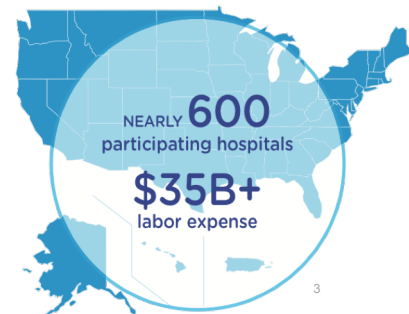 NEARLY 600
participating hospitals
$35B+
labor expense
3